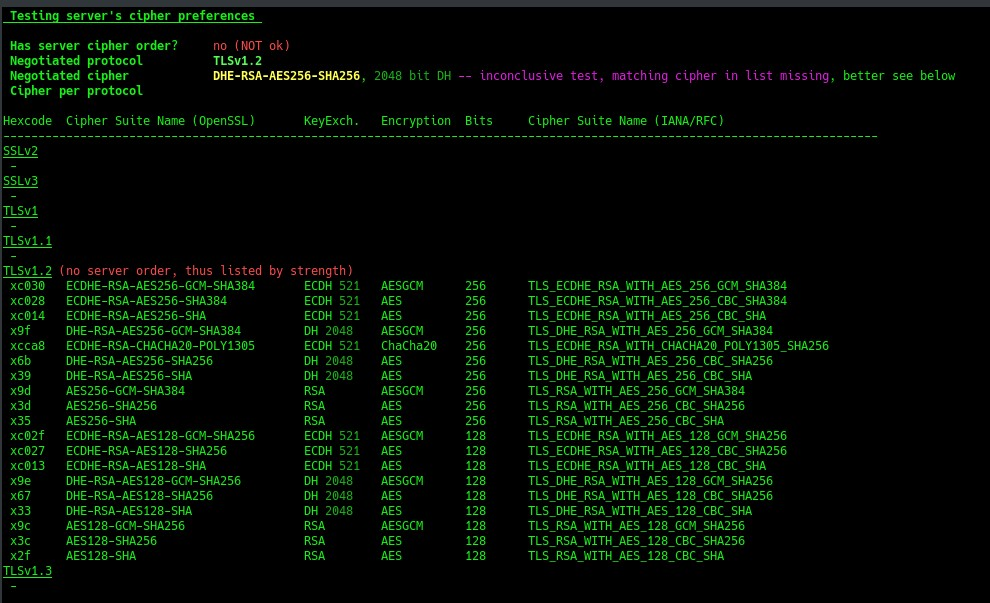 Testing server's cipher preferences
Has server cipher order?     no (NOT ok)
Negotiated protocol          TLSv1.2
Negotiated cipher            DHE-RSA-AES256-SHA256, 2048 bit DH -- inconclusive test, matching cipher in list missing, better see below
Cipher per protocol
Hexcode  Cipher Suite Name (OpenSSL)       KeyExch.   Encryption  Bits     Cipher Suite Name (IANA/RFC)
-----------------------------------------------------------------------------------------------------------------------------
SSLv2
-
SSLv3
-
TLSv1
-
TLSv1.1
-
TLSv1.2 (no server order, thus listed by strength)
xc030   ECDHE-RSA-AES256-GCM-SHA384       ECDH 521   AESGCM      256      TLS_ECDHE_RSA_WITH_AES_256_GCM_SHA384
xc028   ECDHE-RSA-AES256-SHA384           ECDH 521   AES         256      TLS_ECDHE_RSA_WITH_AES_256_CBC_SHA384
xc014   ECDHE-RSA-AES256-SHA              ECDH 521   AES         256      TLS_ECDHE_RSA_WITH_AES_256_CBC_SHA
x9f     DHE-RSA-AES256-GCM-SHA384         DH 2048    AESGCM      256      TLS_DHE_RSA_WITH_AES_256_GCM_SHA384
xcca8   ECDHE-RSA-CHACHA20-POLY1305       ECDH 521   ChaCha20    256      TLS_ECDHE_RSA_WITH_CHACHA20_POLY1305_SHA256
x6b     DHE-RSA-AES256-SHA256             DH 2048    AES         256      TLS_DHE_RSA_WITH_AES_256_CBC_SHA256
x39     DHE-RSA-AES256-SHA                DH 2048    AES         256      TLS_DHE_RSA_WITH_AES_256_CBC_SHA
x9d     AES256-GCM-SHA384                 RSA        AESGCM      256      TLS_RSA_WITH_AES_256_GCM_SHA384
x3d     AES256-SHA256                     RSA        AES         256      TLS_RSA_WITH_AES_256_CBC_SHA256
x35     AES256-SHA                        RSA        AES         256      TLS_RSA_WITH_AES_256_CBC_SHA
xc02f   ECDHE-RSA-AES128-GCM-SHA256       ECDH 521   AESGCM      128      TLS_ECDHE_RSA_WITH_AES_128_GCM_SHA256
xc027   ECDHE-RSA-AES128-SHA256           ECDH 521   AES         128      TLS_ECDHE_RSA_WITH_AES_128_CBC_SHA256
xc013   ECDHE-RSA-AES128-SHA              ECDH 521   AES         128      TLS_ECDHE_RSA_WITH_AES_128_CBC_SHA
x9e     DHE-RSA-AES128-GCM-SHA256         DH 2048    AESGCM      128      TLS_DHE_RSA_WITH_AES_128_GCM_SHA256
x67     DHE-RSA-AES128-SHA256             DH 2048    AES         128      TLS_DHE_RSA_WITH_AES_128_CBC_SHA256
x33     DHE-RSA-AES128-SHA                DH 2048    AES         128      TLS_DHE_RSA_WITH_AES_128_CBC_SHA
x9c     AES128-GCM-SHA256                 RSA        AESGCM      128      TLS_RSA_WITH_AES_128_GCM_SHA256
x3c     AES128-SHA256                     RSA        AES         128      TLS_RSA_WITH_AES_128_CBC_SHA256
x2f     AES128-SHA                        RSA        AES         128      TLS_RSA_WITH_AES_128_CBC_SHA
TLSv1.3
-